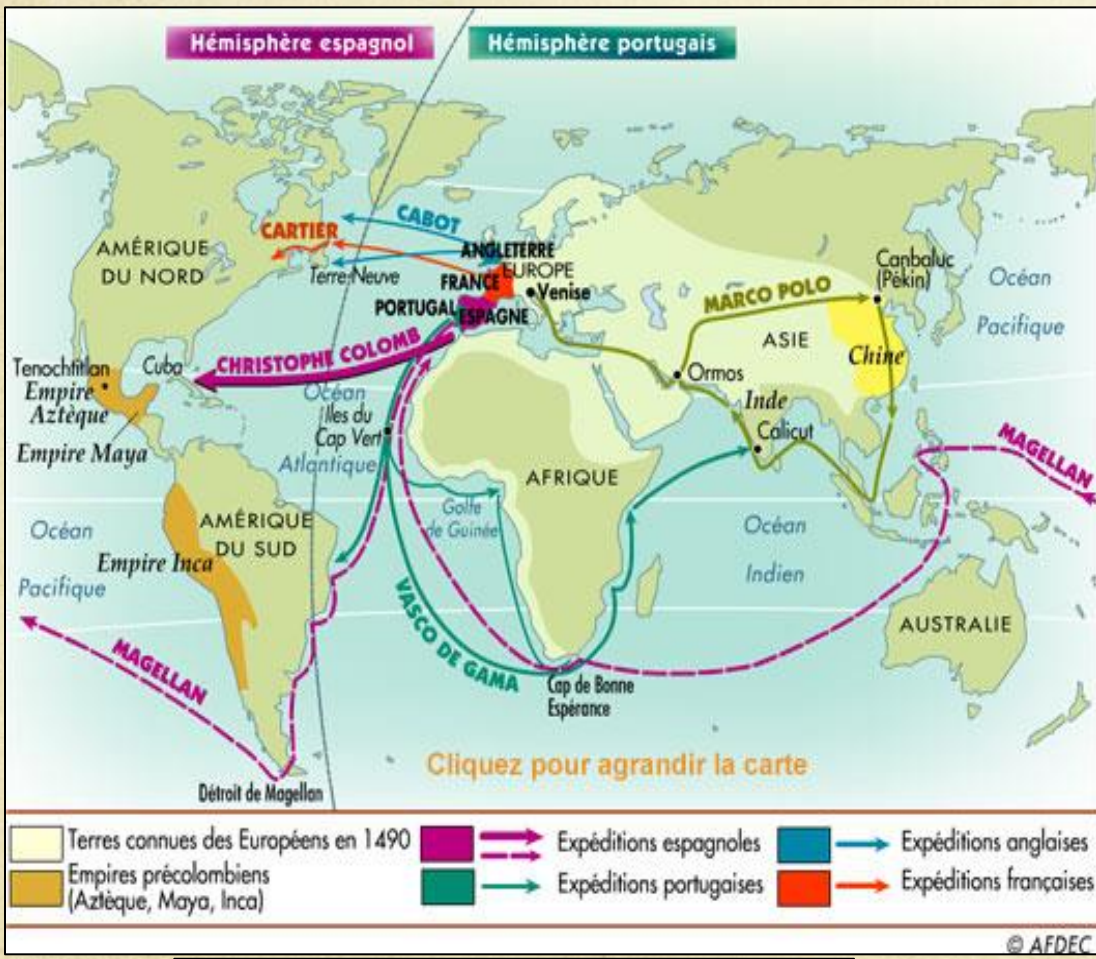 Hémisphère espagnol
Hémisphère portugais
CABOT
CARTIER
AMÉRIQUE
DU NORD
Terre-Neuve
ANGLETERRE
EUROPE
FRANCE
Venise
PORTUGAL
ESPAGNE
MARCO POLO
Canbaluc
(Pékin)
Océan
Pacifique
ASIE
Chine
CHRISTOPHE COLOMB
Tenochtitlan
Empire
Aztèque
Cuba
Empire Maya
Océan
Atlantique
Iles du
Cap Vert
Ormos
Inde
Calicut
MAGELLAN
AFRIQUE
Golfe
de Guinée
AMÉRIQUE
DU SUD
Empire Inca
Océan
Pacifique
Océan
Indien
AUSTRALIE
VASCO DE GAMA
MAGELLAN
Cap de Bonne
Espérance
Détroit de Magellan
Cliquez pour agrandir la carte
Terres connues des Européens en 1490
Empires précolombiens
(Aztèque, Maya, Inca)
Expéditions espagnoles
Expéditions portugaises
Expéditions anglaises
Expéditions françaises
© AFDEC